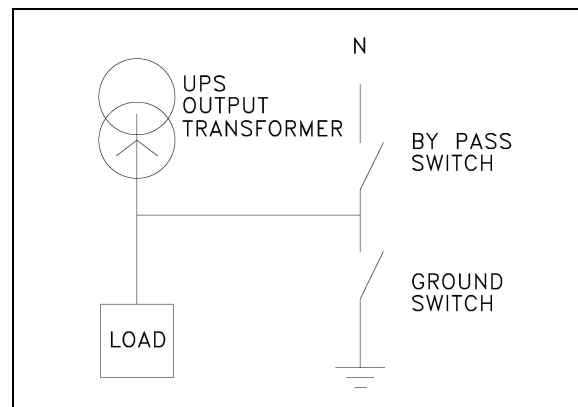 N
UPS
OUTPUT
TRANSFORMER
BY PASS
SWITCH
GROUND
SWITCH
LOAD